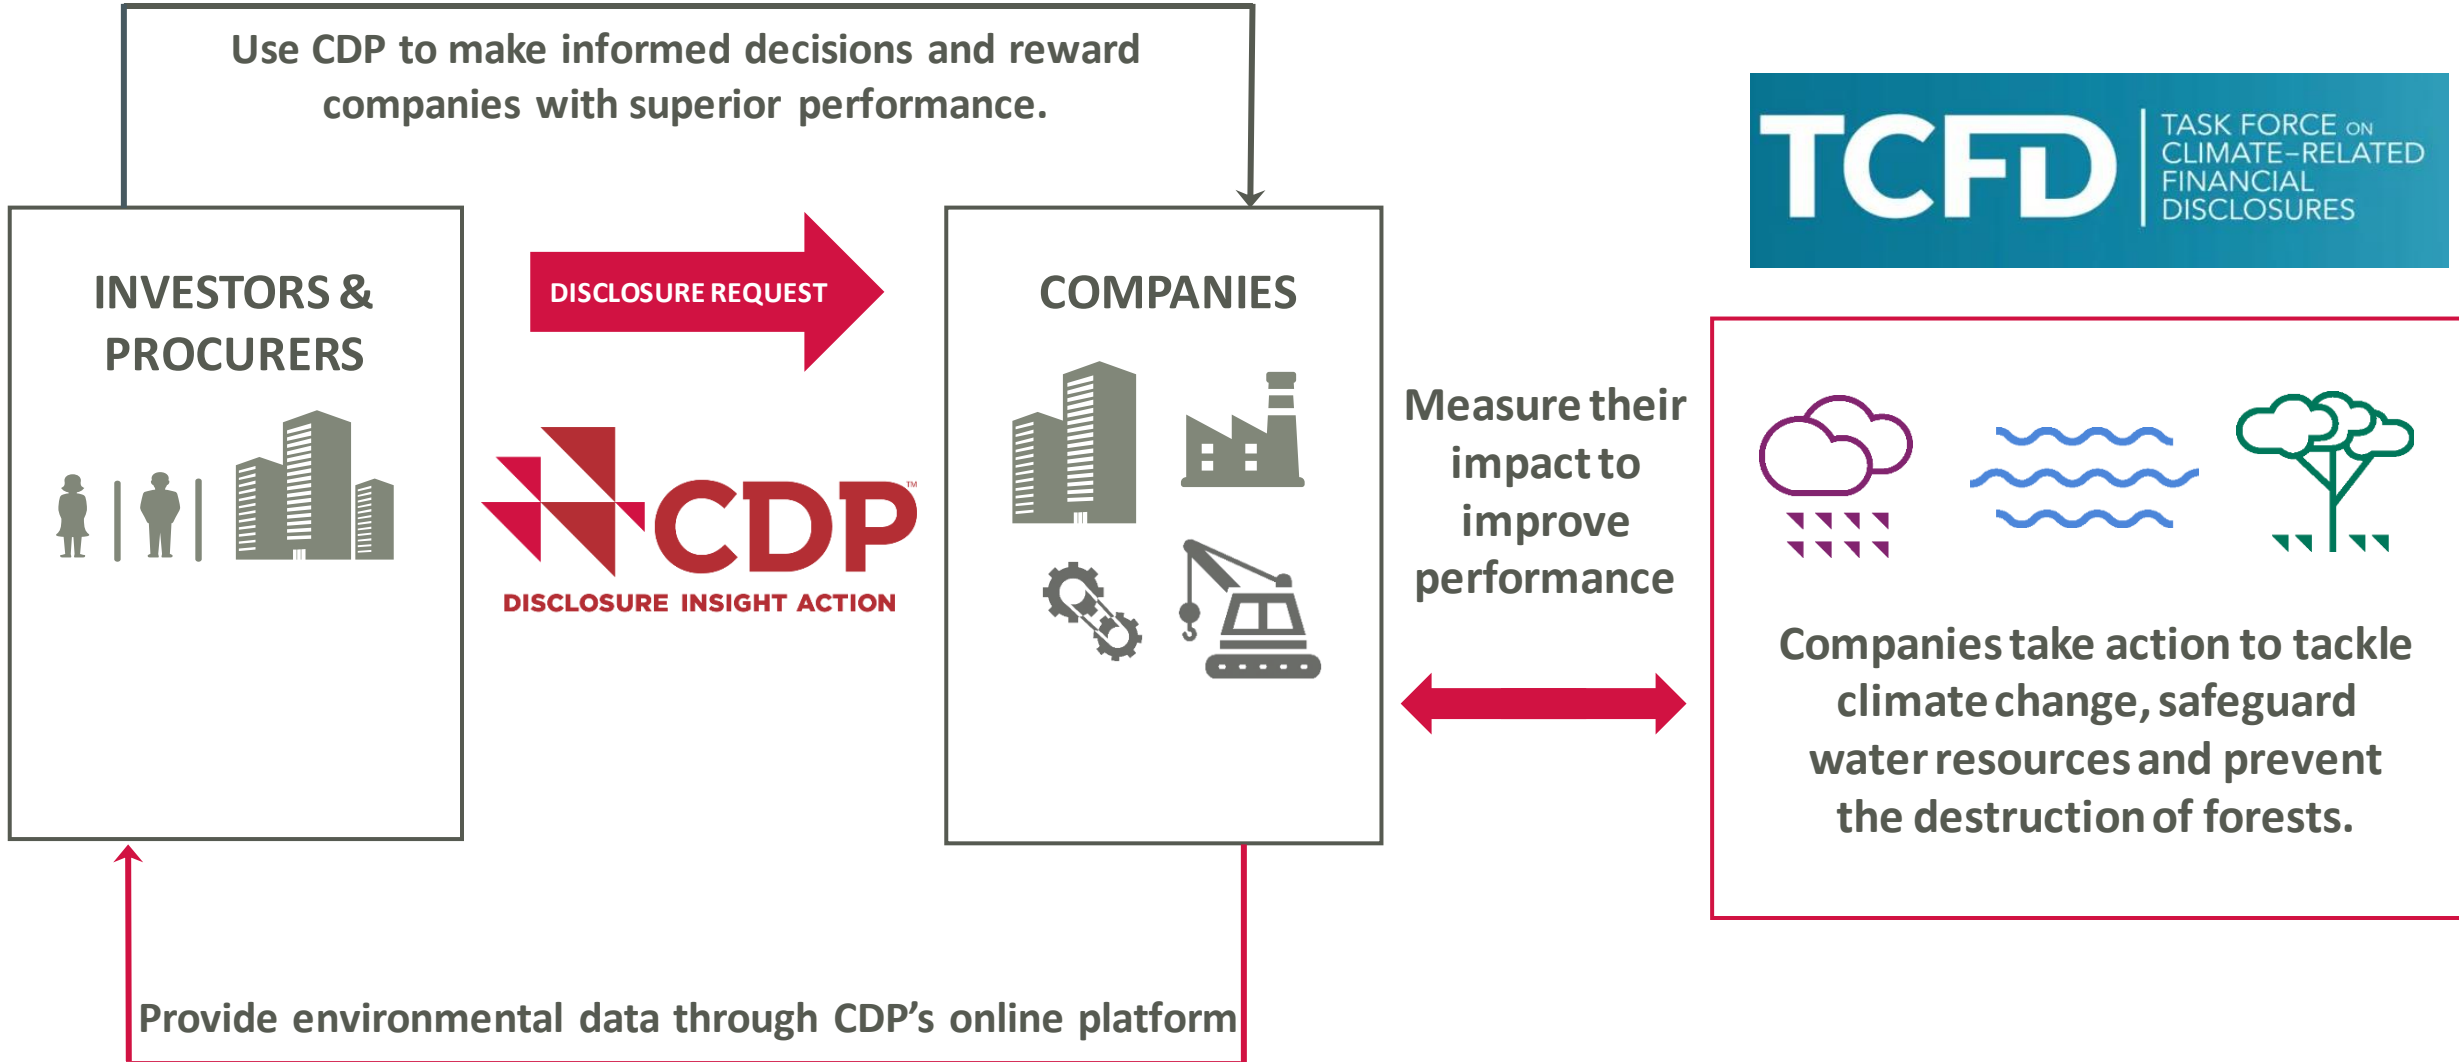 Use CDP to make informed decisions and reward
companies with superior performance.
TCFD
TASK FORCE ON
CLIMATE-RELATED
FINANCIAL
DISCLOSURES
INVESTORS &
PROCURERS
DISCLOSURE REQUEST
CDP™
DISCLOSURE INSIGHT ACTION
COMPANIES
Measure their
impact to
improve
performance
Companies take action to tackle
climate change, safeguard
water resources and prevent
the destruction of forests.
Provide environmental data through CDP’s online platform